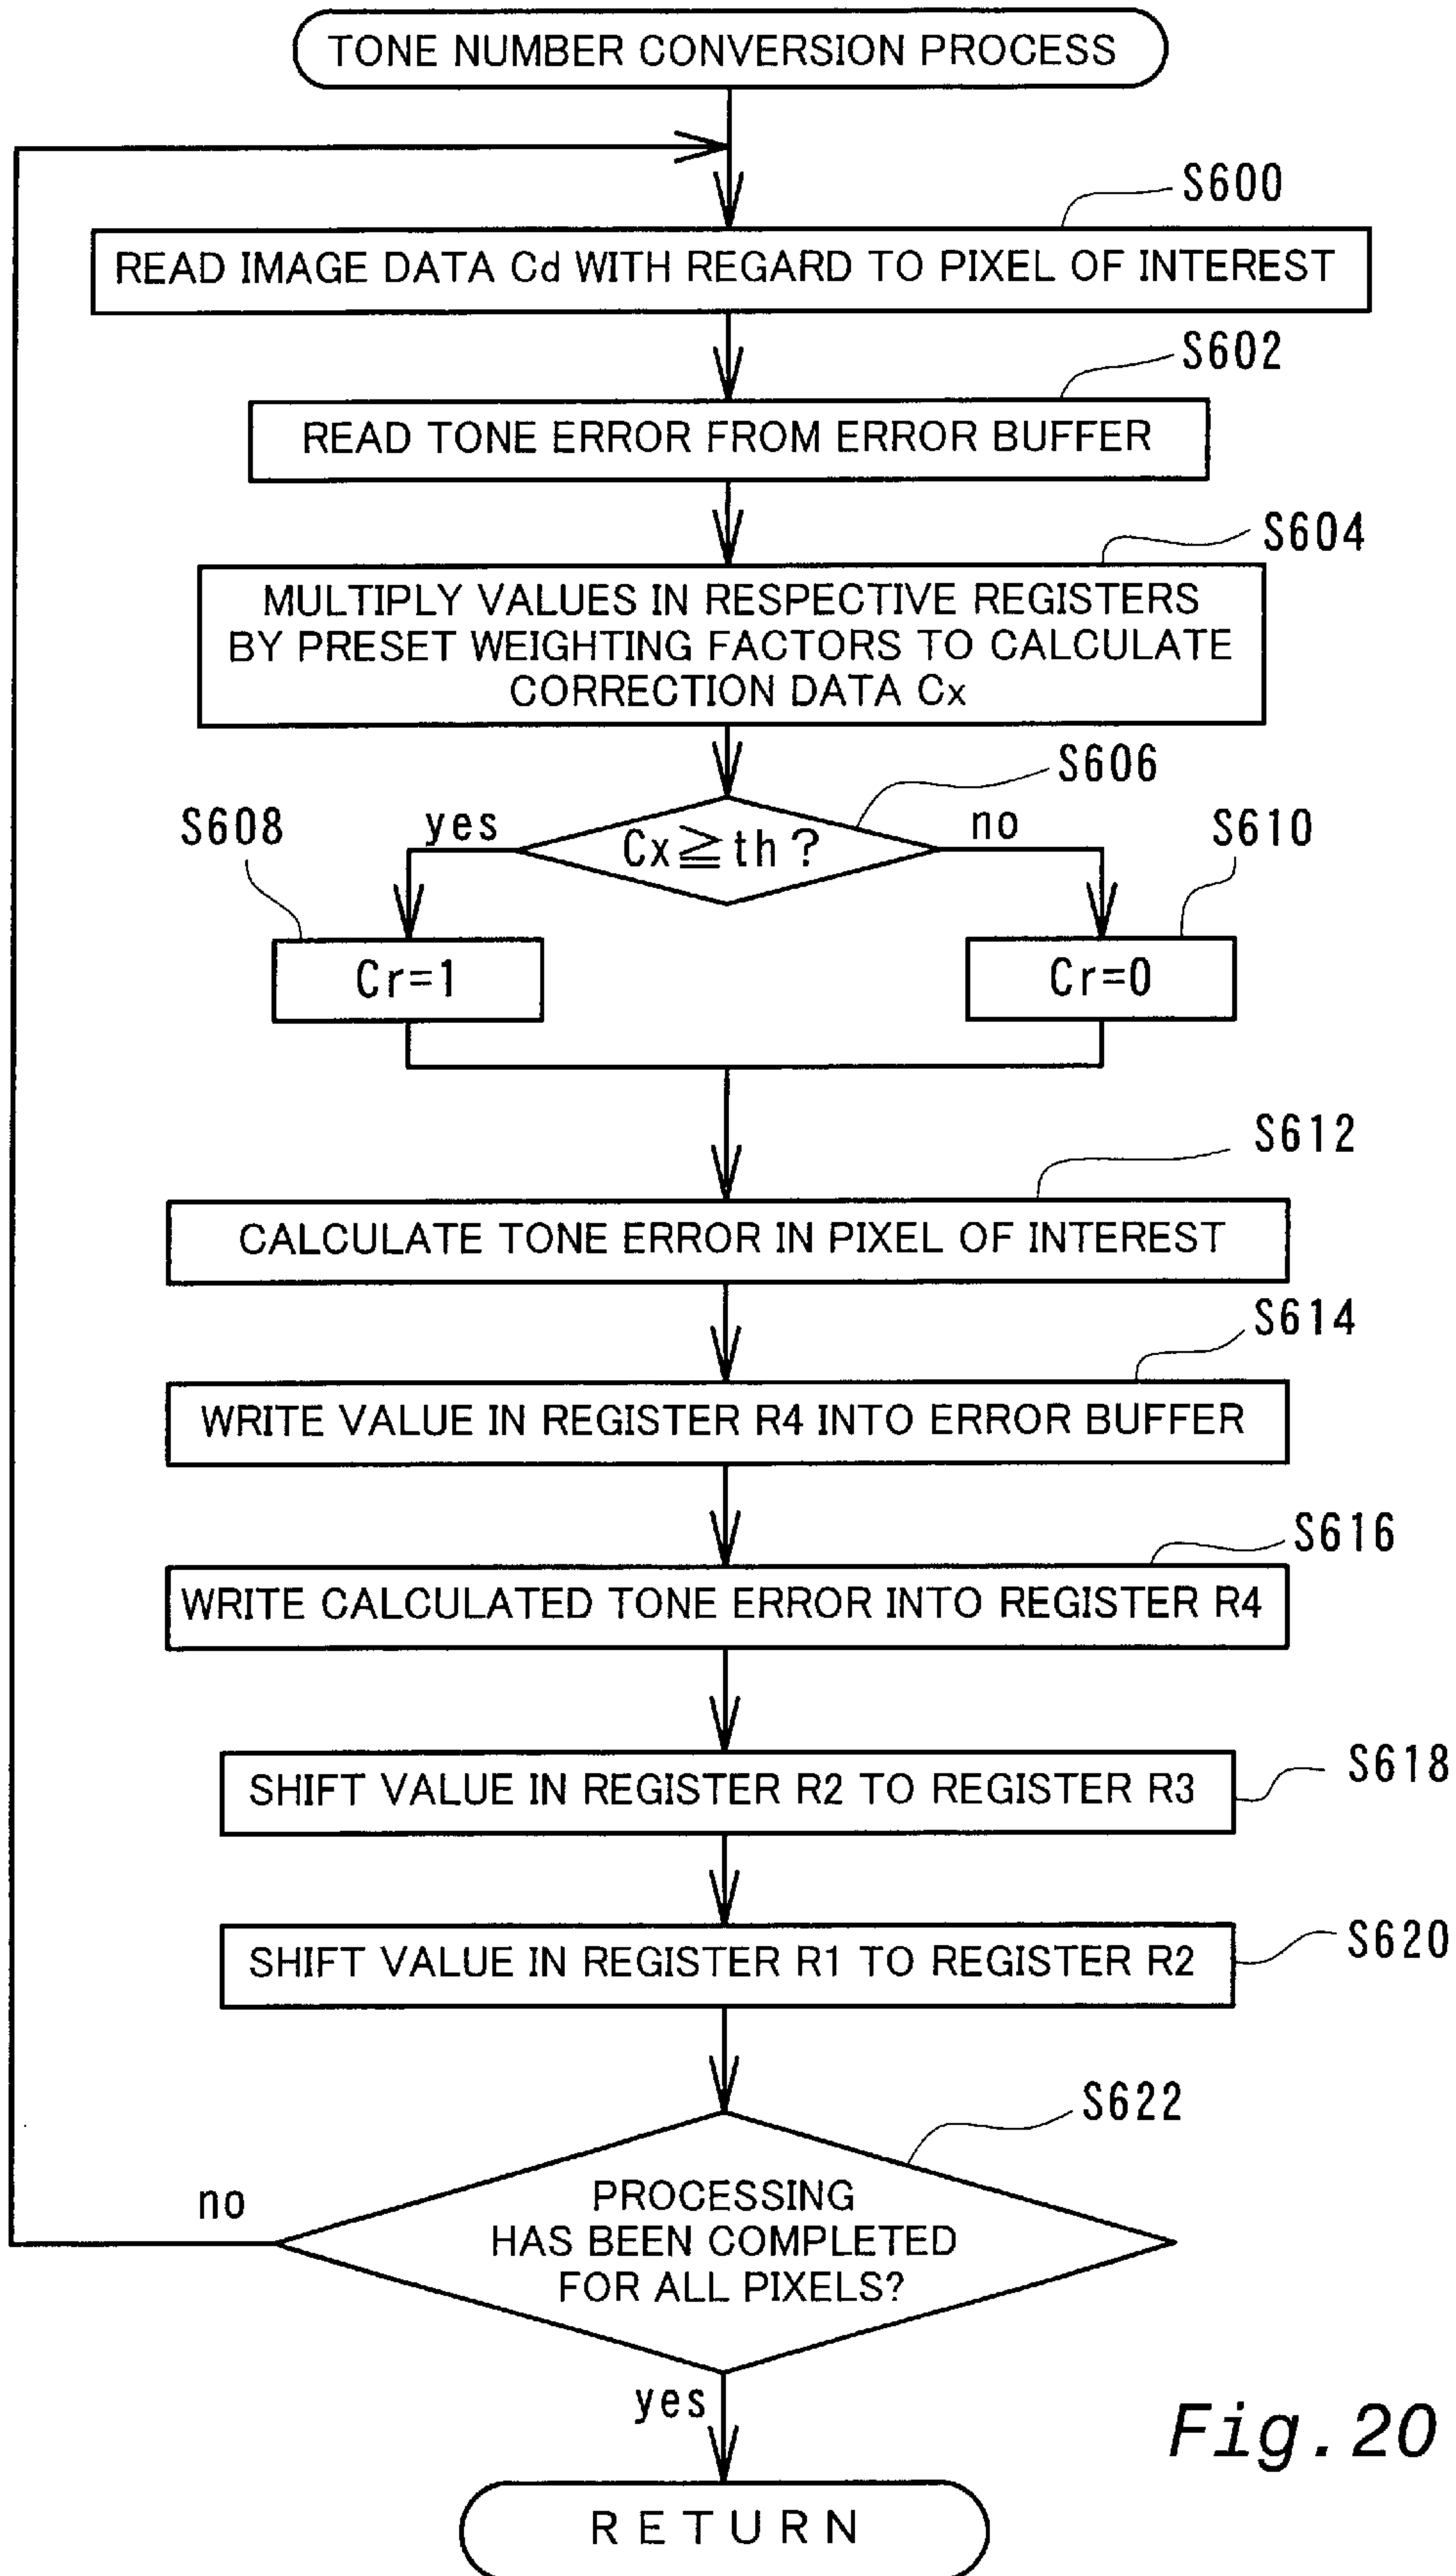 TONE NUMBER CONVERSION PROCESS
S600
READ IMAGE DATA Cd WITH REGARD TO PIXEL OF INTEREST
S602
READ TONE ERROR FROM ERROR BUFFER
S604
MULTIPLY VALUES IN RESPECTIVE REGISTERS
BY PRESET WEIGHTING FACTORS TO CALCULATE
CORRECTION DATA Cx
S606
S608
yes
Cx≧th?
no
S610
Cr=1
Cr=0
S612
CALCULATE TONE ERROR IN PIXEL OF INTEREST
S614
WRITE VALUE IN REGISTER R4 INTO ERROR BUFFER
S616
WRITE CALCULATED TONE ERROR INTO REGISTER R4
S618
SHIFT VALUE IN REGISTER R2 TO REGISTER R3
S620
SHIFT VALUE IN REGISTER R1 TO REGISTER R2
S622
no
PROCESSING
HAS BEEN COMPLETED
FOR ALL PIXELS?
yes
Fig.20
RETURN